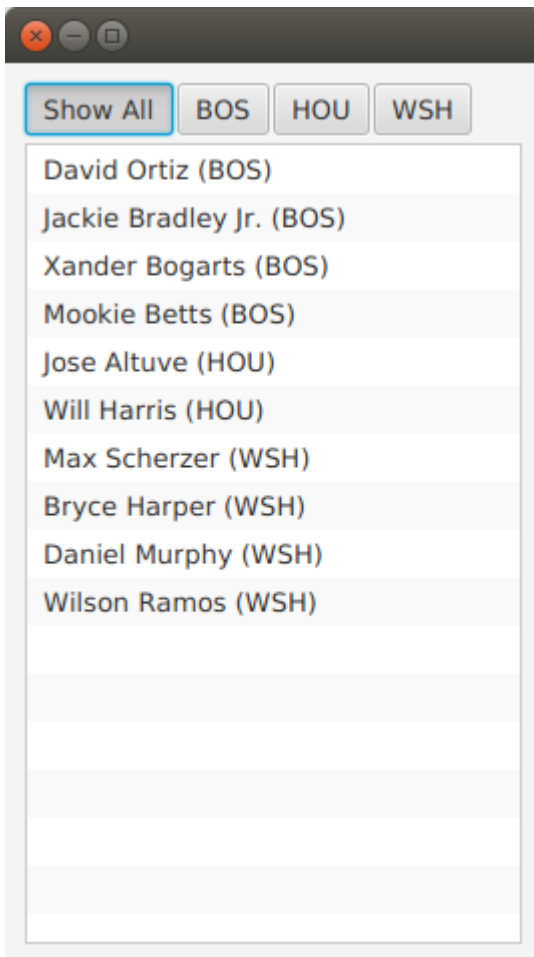 Show All BOS HOU WSH
David Ortiz (BOS)
Jackie Bradley Jr. (BOS)
Xander Bogarts (BOS)
Mookie Betts (BOS)
Jose Altuve (HOU)
Will Harris (HOU)
Max Scherzer (WSH)
Bryce Harper (WSH)
Daniel Murphy (WSH)
Wilson Ramos (WSH)